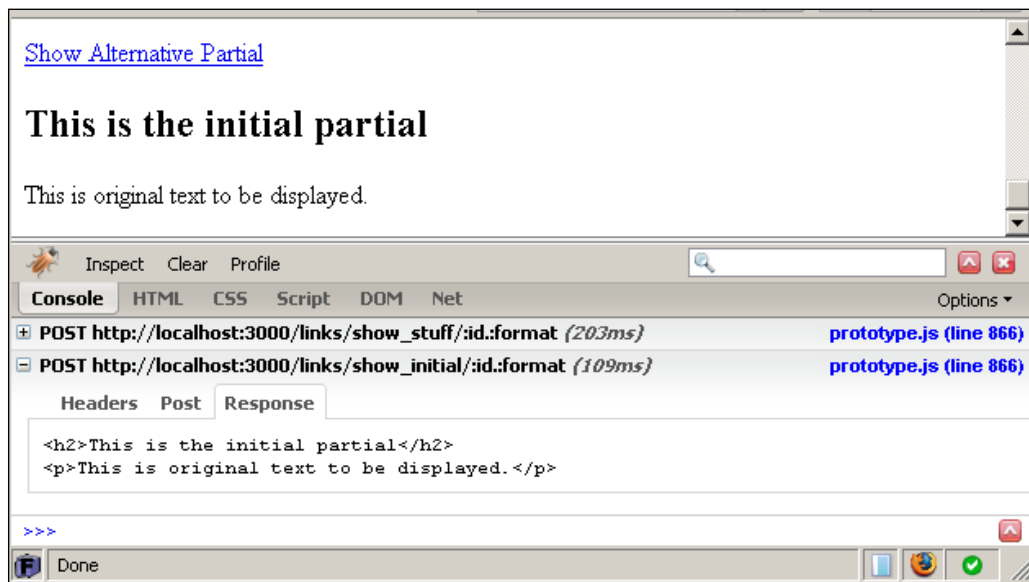 Show Alternative Partial
This is the initial partial
This is original text to be displayed.
Inspect Clear Profile
Console HTML CSS Script DOM Net Options
POST http://localhost:3000/links/show_stuff/:id.:format (203ms) prototype.js (line 866)
POST http://localhost:3000/links/show_initial/:id.:format (109ms) prototype.js (line 866)
Headers Post Response
<h2>This is the initial partial</h2>
<p>This is original text to be displayed.</p>
>>>
F Done